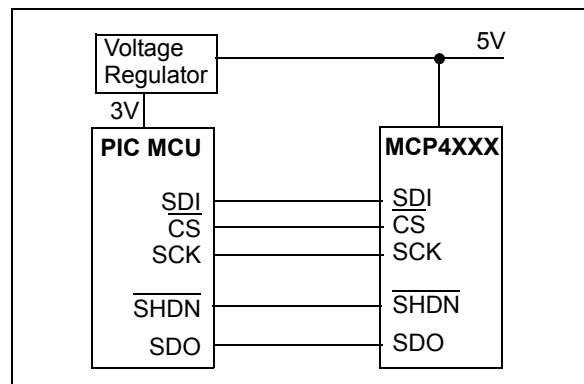 Voltage
Regulator
5V
3V
PIC MCU
MCP4XXX
SDI
SDI
CS
CS
SCK
SCK
SHDN
SHDN
SDO
SDO